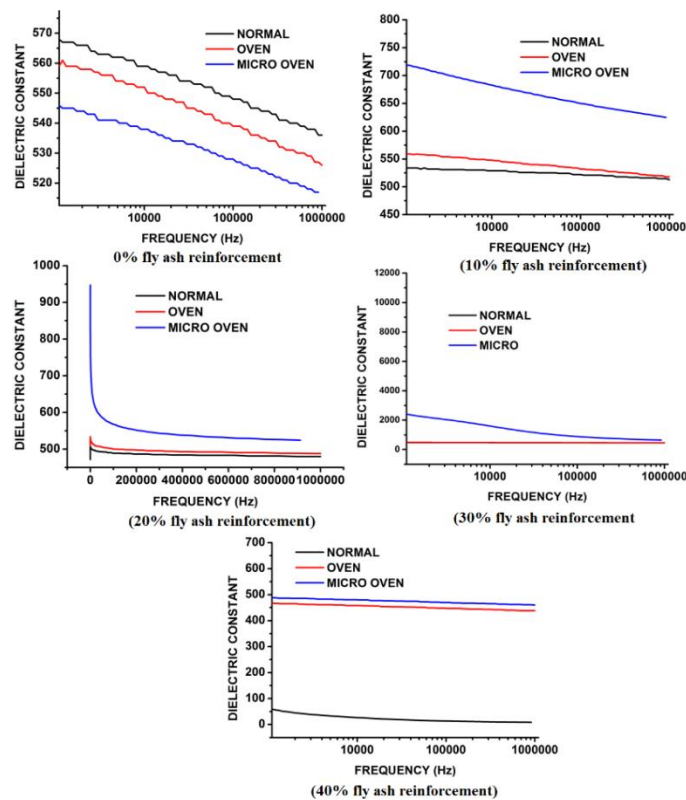 NORMAL
OVEN
MICRO OVEN
DIELECTRIC CONSTANT
570
560
550
540
530
520
10000 100000 1000000
FREQUENCY (Hz)
0% fly ash reinforcement
NORMAL
OVEN
MICRO OVEN
DIELECTRIC CONSTANT
800
750
700
650
600
550
500
450
10000 100000 1000000
FREQUENCY (Hz)
(10% fly ash reinforcement)
NORMAL
OVEN
MICRO OVEN
DIELECTRIC CONSTANT
1000
900
800
700
600
500
0 200000 400000 600000 800000 1000000
FREQUENCY (Hz)
(20% fly ash reinforcement)
NORMAL
OVEN
MICRO
DIELECTRIC CONSTANT
12000
10000
8000
6000
4000
2000
0
10000 100000 1000000
FREQUENCY (Hz)
(30% fly ash reinforcement
NORMAL
OVEN
MICRO OVEN
DIELECTRIC CONSTANT
700
600
500
400
300
200
100
0
10000 100000 1000000
FREQUENCY (Hz)
(40% fly ash reinforcement)